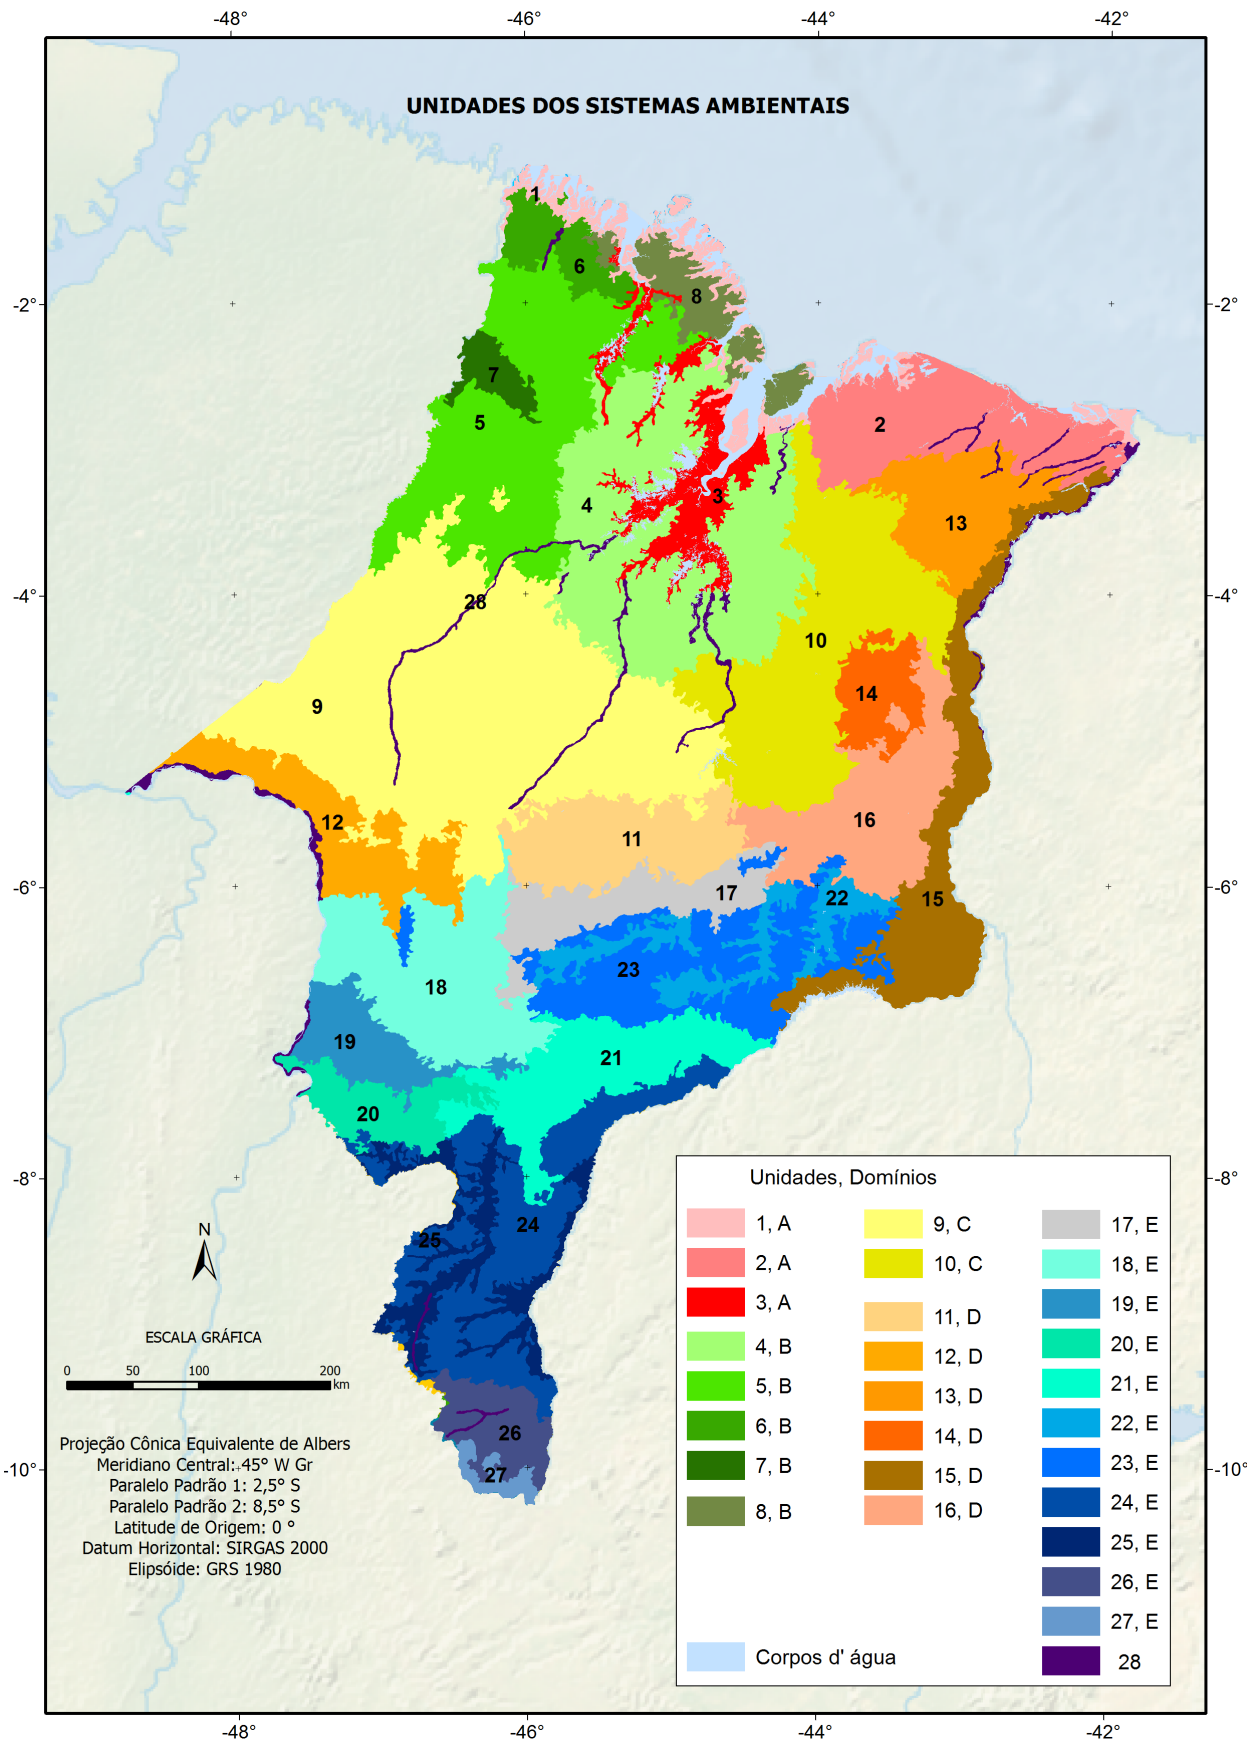 -48°
-46°
-44°
-42°
UNIDADES DOS SISTEMAS AMBIENTAIS
1
6
8
-2°
-2°
7
5
2
4
3
13
28
-4°
-4°
10
14
9
12
11
16
17
22
15
-6°
-6°
23
18
19
21
20
-8°
-8°
24
25
26
27
-10°
-10°
N
ESCALA GRÁFICA
0 50 100 200
km
Projeção Cônica Equivalente de Albers
Meridiano Central: -45° W Gr
Paralelo Padrão 1: 2,5° S
Paralelo Padrão 2: 8,5° S
Latitude de Origem: 0 °
Datum Horizontal: SIRGAS 2000
Elipsóide: GRS 1980
Unidades, Domínios
1, A
2, A
3, A
4, B
5, B
6, B
7, B
8, B
Corpos d' água
9, C
10, C
11, D
12, D
13, D
14, D
15, D
16, D
17, E
18, E
19, E
20, E
21, E
22, E
23, E
24, E
25, E
26, E
27, E
28
-48°
-46°
-44°
-42°